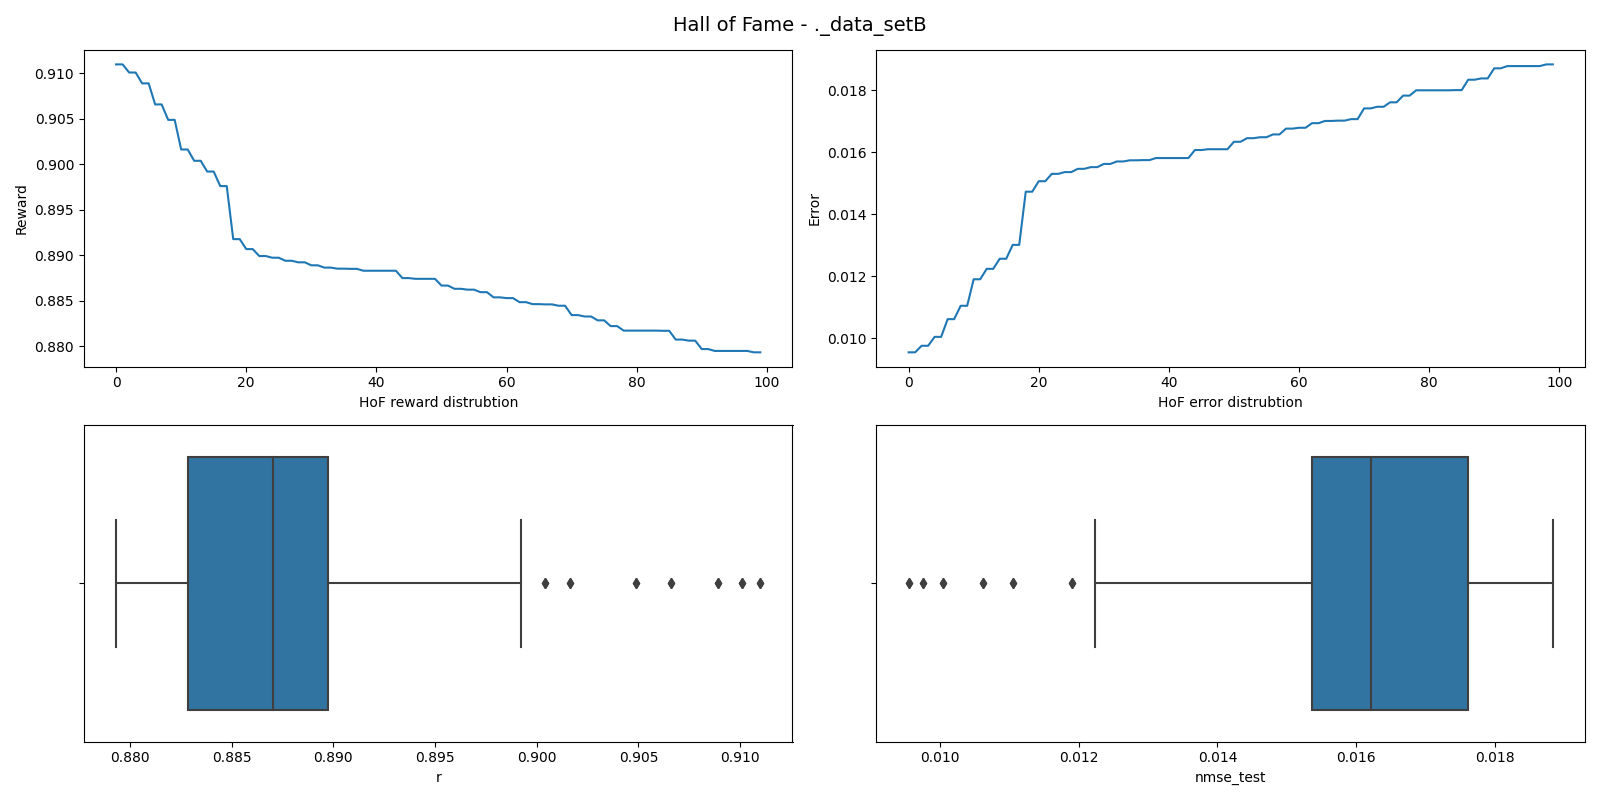 Hall of Fame - ._data_setB
0.910
0.905
0.900
0.895
0.890
0.885
0.880
Reward
0 20 40 60 80 100
HoF reward distrubtion
0.018
0.016
0.014
0.012
0.010
Error
0 20 40 60 80 100
HoF error distrubtion
0.880 0.885 0.890 0.895 0.900 0.905 0.910
r
0.010 0.012 0.014 0.016 0.018
nmse_test